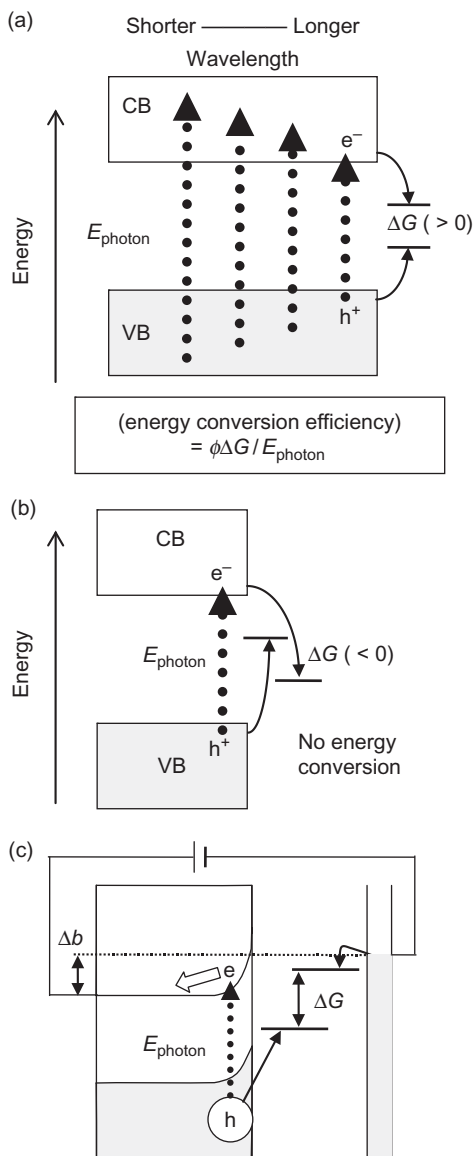 (a)
Shorter —— Longer
Wavelength
CB
e⁻
Energy
E_photon
ΔG ( > 0)
VB
h⁺
(energy conversion efficiency)
= ϕΔG / E_photon
(b)
CB
e⁻
Energy
E_photon
ΔG ( < 0)
h⁺
VB
No energy
conversion
(c)
Δb
e
ΔG
E_photon
h